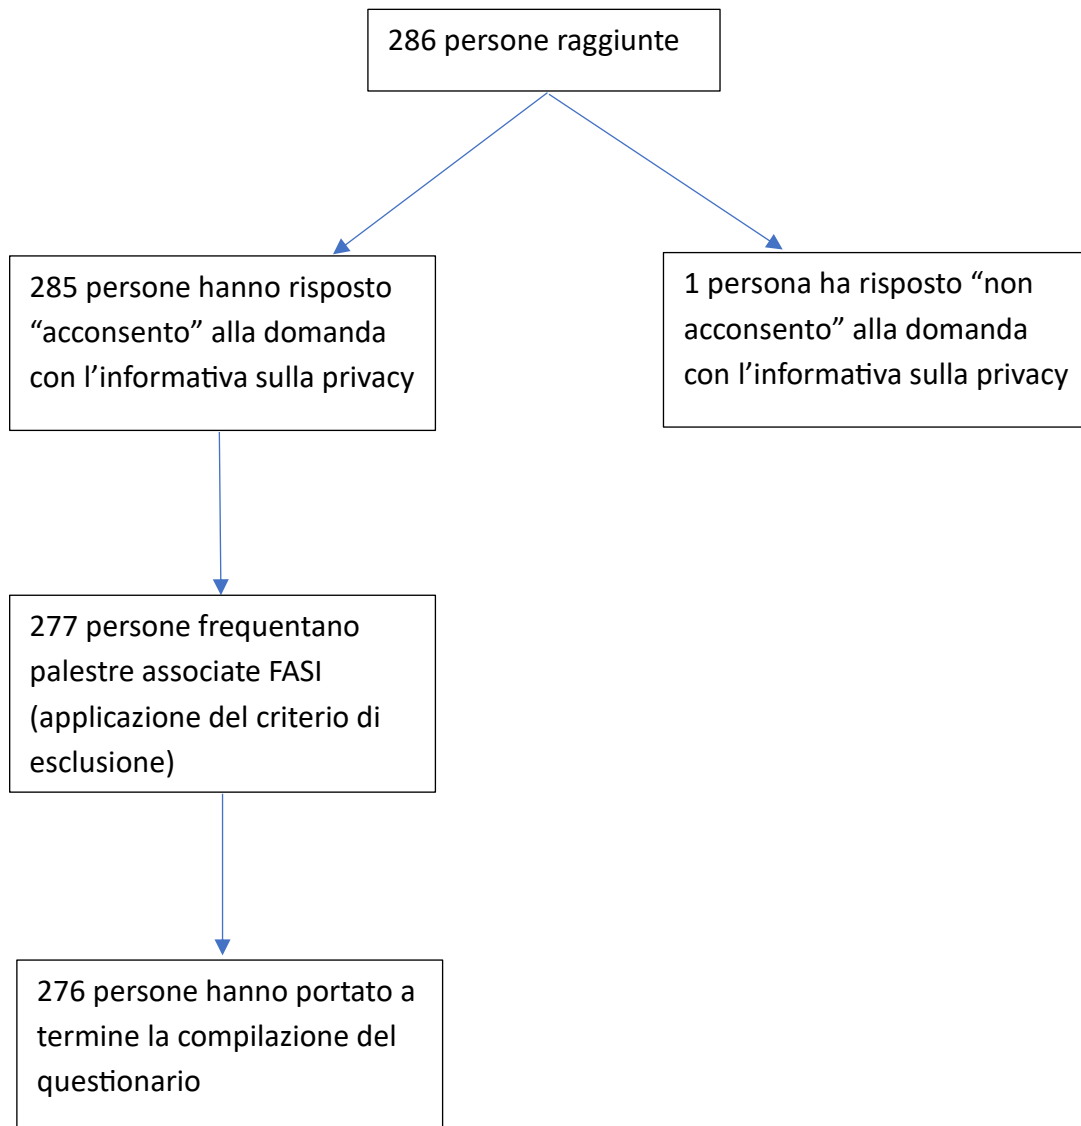 286 persone raggiunte
285 persone hanno risposto
“acconsento” alla domanda
con l’informativa sulla privacy
1 persona ha risposto “non
acconsento” alla domanda
con l’informativa sulla privacy
277 persone frequentano
palestre associate FASI
(applicazione del criterio di
esclusione)
276 persone hanno portato a
termine la compilazione del
questionario